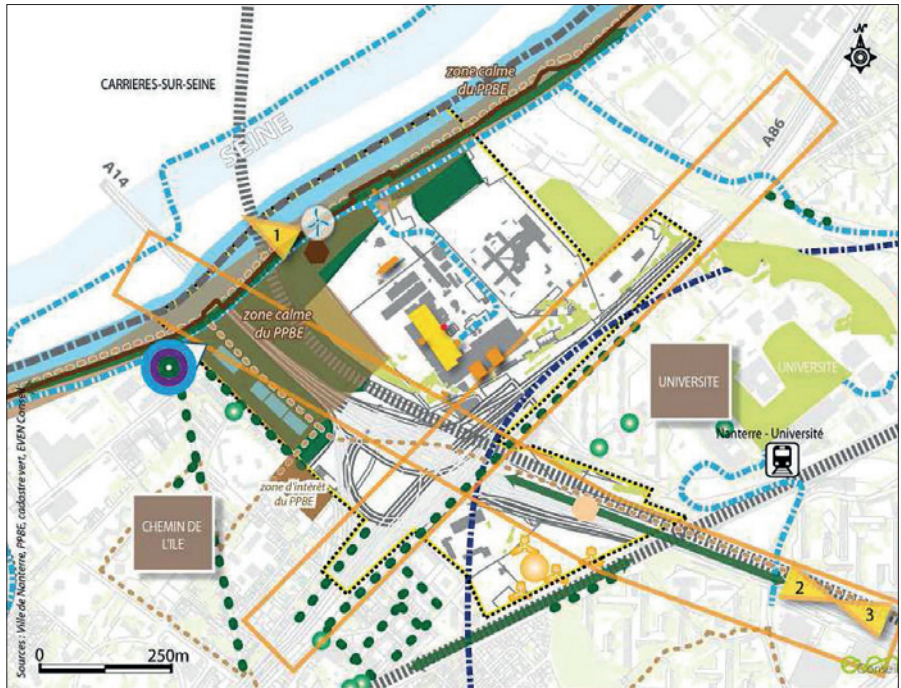 CARRIERES-SUR-SEINE
zone calme
du PPBE
N
SEINE
A86
A14
1
zone calme
du PPBE
UNIVERSITE
UNIVERSITÉ
Nanterre - Université
zone d'intérêt
du PPBE
CHEMIN DE
L'ILE
2
3
0 250m
Sources : Ville de Nanterre, PPBE, cadastre vert, EVEN Conseil
Conseil